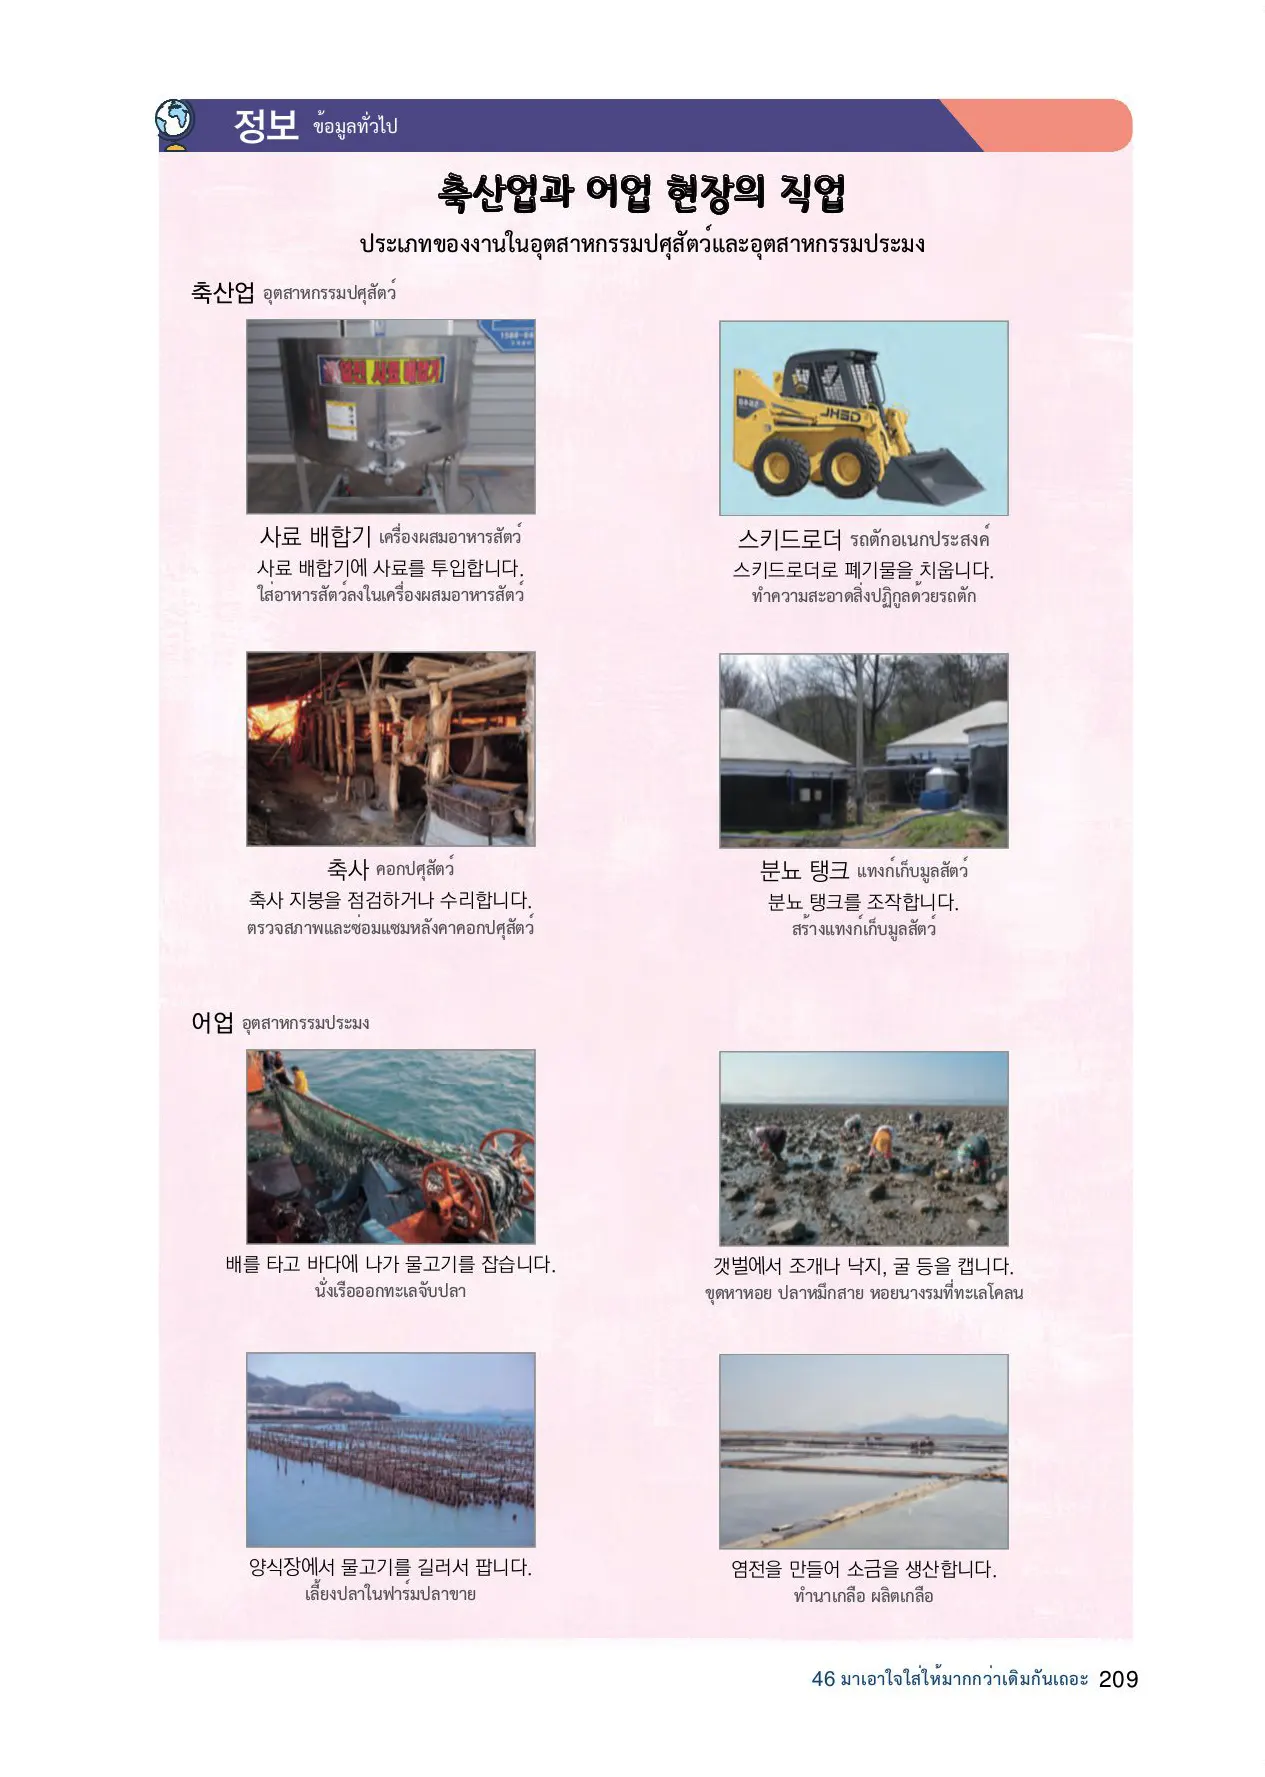 정보 ข้อมูลทั่วไป
축산업과 어업 현장의 직업
ประเภทของงานในอุตสาหกรรมปศุสัตว์และอุตสาหกรรมประมง
축산업 อุตสาหกรรมปศุสัตว์
사료 배합기
JHSD
사료 배합기 เครื่องผสมอาหารสัตว์
사료 배합기에 사료를 투입합니다.
ใส่อาหารสัตว์ลงในเครื่องผสมอาหารสัตว์
스키드로더 รถตักอเนกประสงค์
스키드로더로 폐기물을 치웁니다.
ทำความสะอาดสิ่งปฏิกูลด้วยรถตัก
축사 คอกปศุสัตว์
축사 지붕을 점검하거나 수리합니다.
ตรวจสภาพและซ่อมแซมหลังคาคอกปศุสัตว์
분뇨 탱크 แทงก์เก็บมูลสัตว์
분뇨 탱크를 조작합니다.
สร้างแทงก์เก็บมูลสัตว์
어업 อุตสาหกรรมประมง
배를 타고 바다에 나가 물고기를 잡습니다.
นั่งเรือออกทะเลจับปลา
갯벌에서 조개나 낙지, 굴 등을 캡니다.
ขุดหาหอย ปลาหมึกสาย หอยนางรมที่ทะเลโคลน
양식장에서 물고기를 길러서 팝니다.
เลี้ยงปลาในฟาร์มปลาขาย
염전을 만들어 소금을 생산합니다.
ทำนาเกลือ ผลิตเกลือ
46 มาเอาใจใส่ให้มากกว่าเดิมกันเถอะ 209